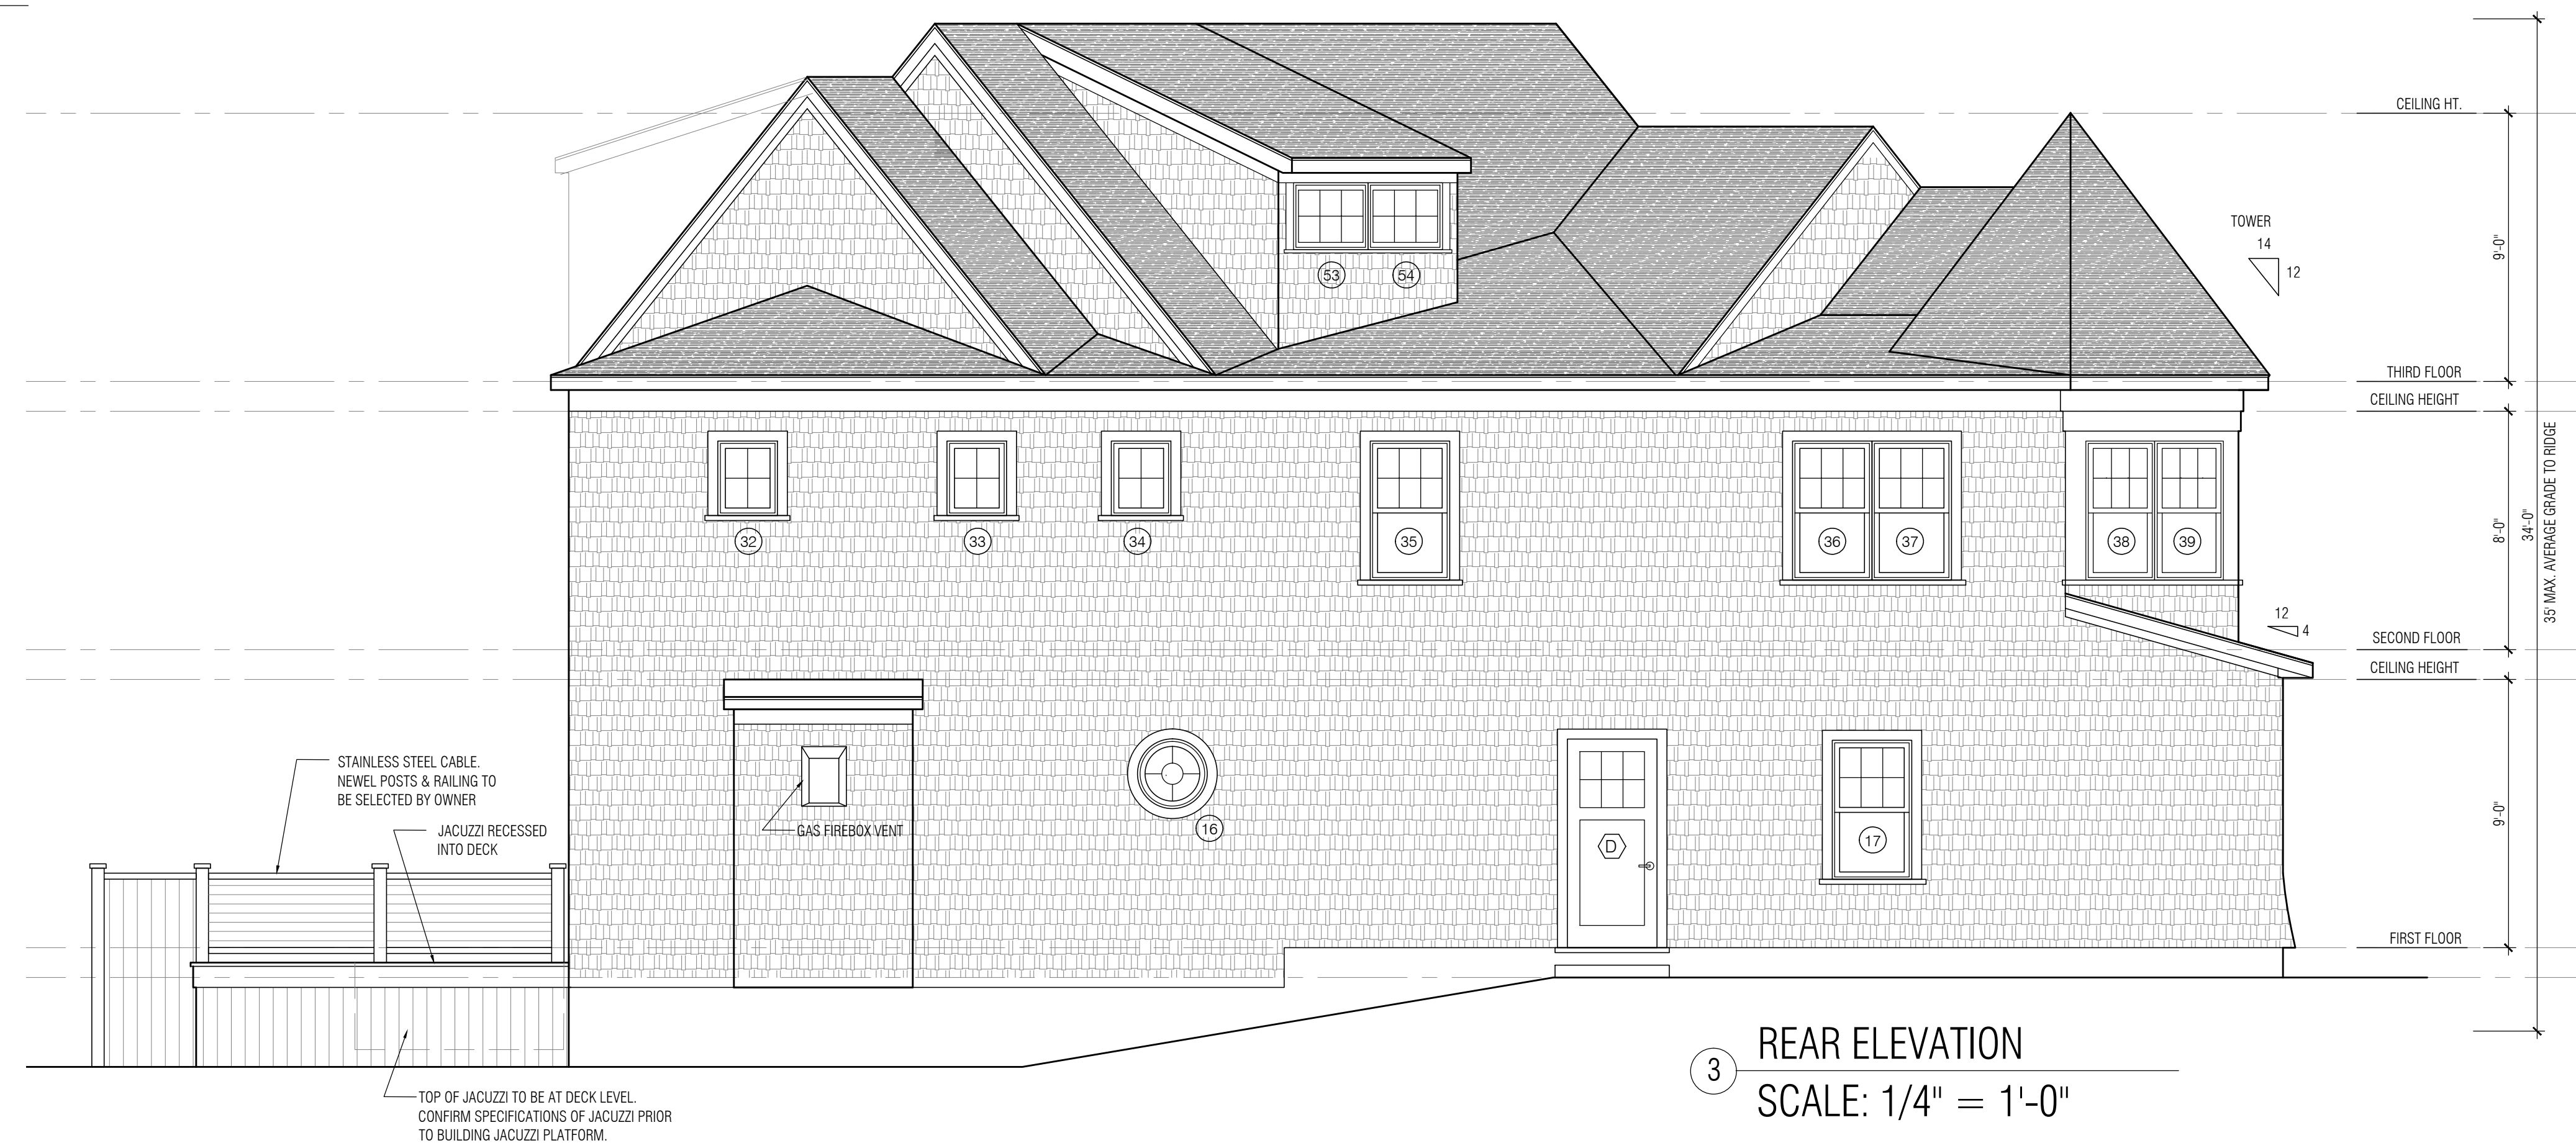 CEILING HT.
TOWER
14
12
9'-0"
53
54
THIRD FLOOR
CEILING HEIGHT
32
33
34
35
36
37
38
39
8'-0"
34'-0"
35' MAX. AVERAGE GRADE TO RIDGE
12
4
SECOND FLOOR
CEILING HEIGHT
STAINLESS STEEL CABLE.
NEWEL POSTS & RAILING TO
BE SELECTED BY OWNER
JACUZZI RECESSED
INTO DECK
GAS FIREBOX VENT
16
D
17
9'-0"
FIRST FLOOR
3
REAR ELEVATION
SCALE: 1/4" = 1'-0"
TOP OF JACUZZI TO BE AT DECK LEVEL.
CONFIRM SPECIFICATIONS OF JACUZZI PRIOR
TO BUILDING JACUZZI PLATFORM.